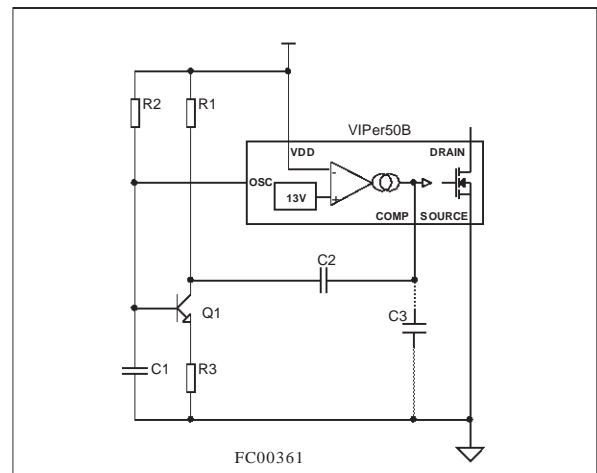 R2
R1
VIPer50B
VDD
DRAIN
OSC
-
13V
+
COMP
SOURCE
C2
Q1
C3
C1
R3
FC00361